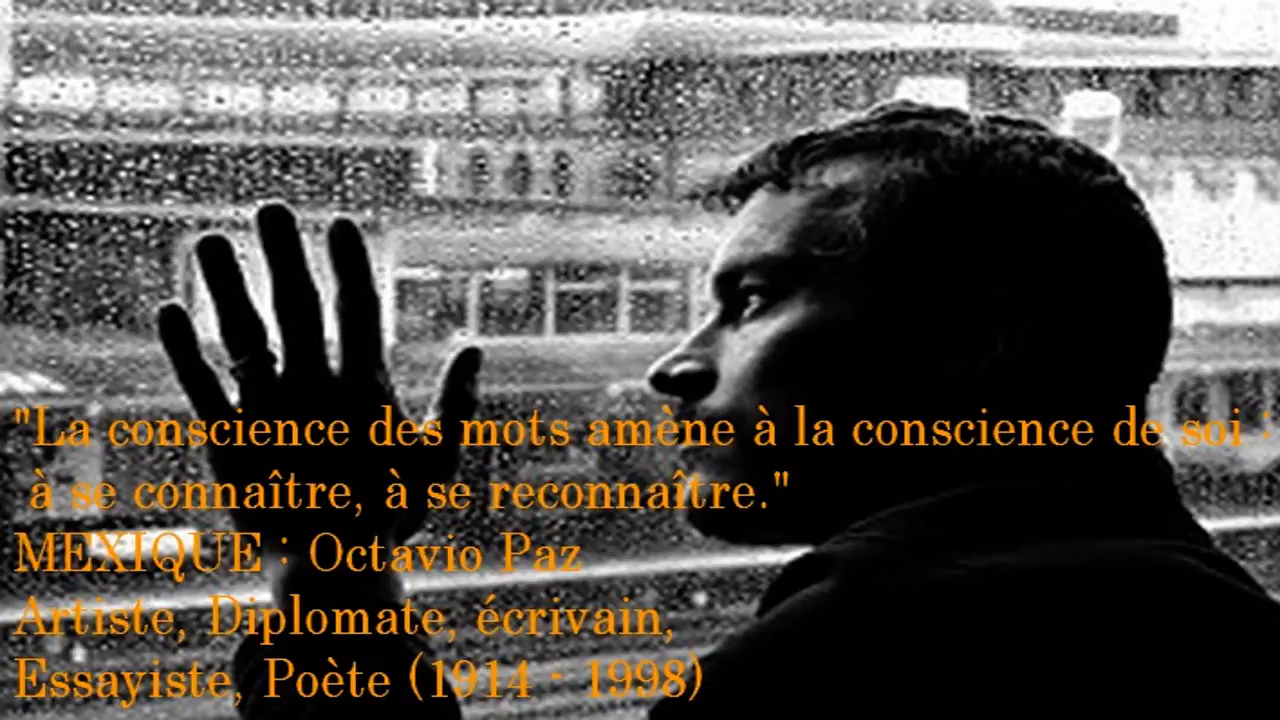 "La conscience des mots amène à la conscience de soi :
à se connaître, à se reconnaître."
MEXIQUE : Octavio Paz
Artiste, Diplomate, écrivain,
Essayiste, Poète (1914 - 1998)